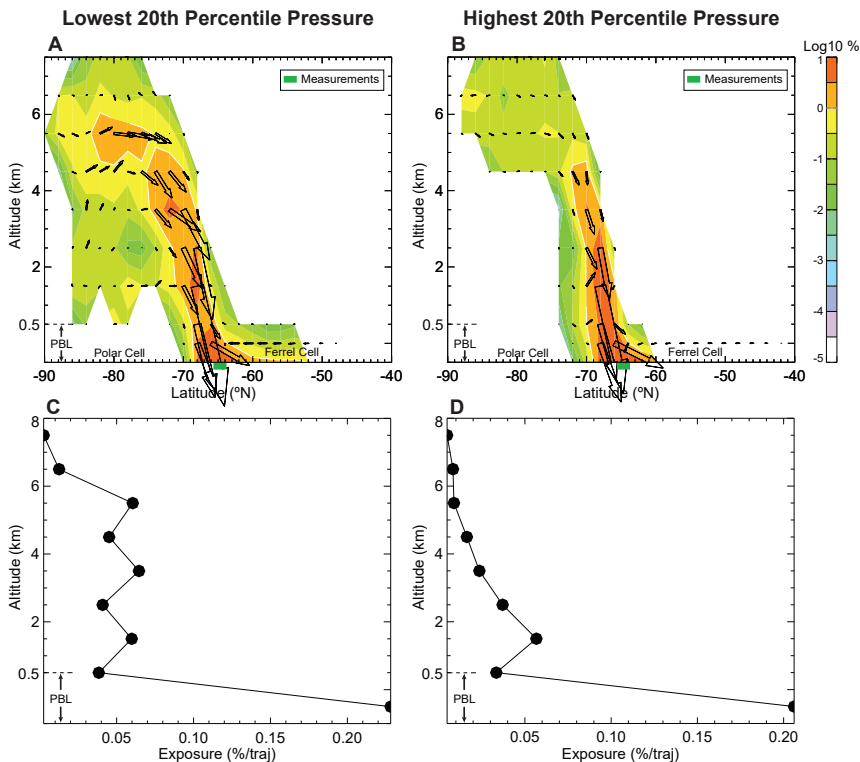 Lowest 20th Percentile Pressure
Highest 20th Percentile Pressure
A
B
Log10 %
Measurements
Measurements
6
4
2
0.5
Altitude (km)
PBL
Polar Cell
Ferrel Cell
-90 -80 -70 -60 -50 -40
Latitude (ºN)
6
4
2
0.5
Altitude (km)
PBL
Polar Cell
Ferrel Cell
-90 -80 -70 -60 -50 -40
Latitude (ºN)
1
0
-1
-2
-3
-4
-5
C
D
8
6
4
2
0.5
Altitude (km)
PBL
0.05 0.10 0.15 0.20
Exposure (%/traj)
8
6
4
2
0.5
Altitude (km)
PBL
0.05 0.10 0.15 0.20
Exposure (%/traj)